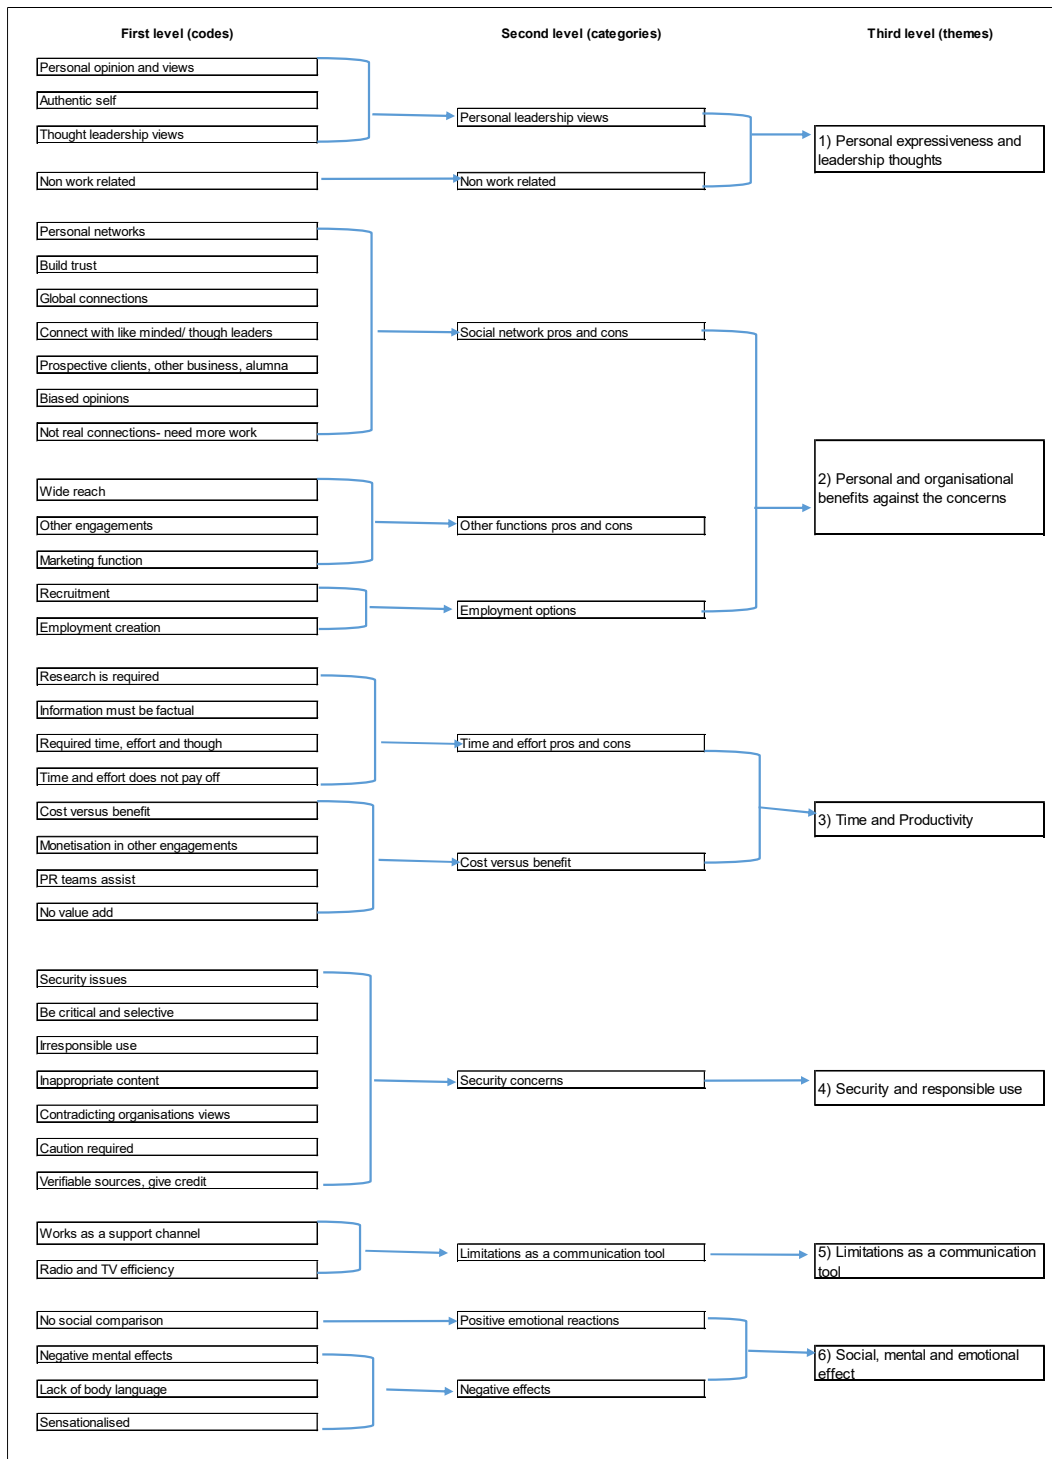 First level (codes)
Second level (categories)
Third level (themes)
Personal opinion and views
Authentic self
Thought leadership views
Non work related
Personal leadership views
Non work related
1) Personal expressiveness and
leadership thoughts
Personal networks
Build trust
Global connections
Connect with like minded/ though leaders
Prospective clients, other business, alumna
Biased opinions
Not real connections- need more work
Social network pros and cons
Wide reach
Other engagements
Marketing function
Other functions pros and cons
Recruitment
Employment creation
Employment options
2) Personal and organisational
benefits against the concerns
Research is required
Information must be factual
Required time, effort and though
Time and effort does not pay off
Time and effort pros and cons
Cost versus benefit
Monetisation in other engagements
PR teams assist
No value add
Cost versus benefit
3) Time and Productivity
Security issues
Be critical and selective
Irresponsible use
Inappropriate content
Contradicting organisations views
Caution required
Verifiable sources, give credit
Security concerns
4) Security and responsible use
Works as a support channel
Radio and TV efficiency
Limitations as a communication tool
5) Limitations as a communication
tool
No social comparison
Positive emotional reactions
Negative mental effects
Lack of body language
Sensationalised
Negative effects
6) Social, mental and emotional
effect